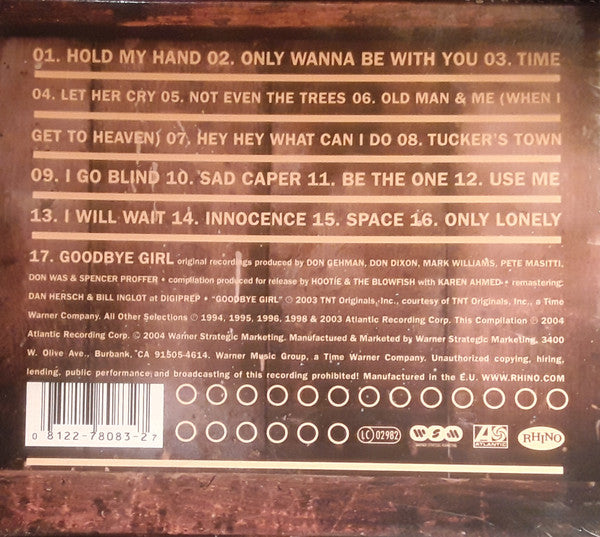 01. HOLD MY HAND 02. ONLY WANNA BE WITH YOU 03. TIME
04. LET HER CRY 05. NOT EVEN THE TREES 06. OLD MAN & ME (WHEN I
GET TO HEAVEN) 07. HEY HEY WHAT CAN I DO 08. TUCKER'S TOWN
09. I GO BLIND 10. SAD CAPER 11. BE THE ONE 12. USE ME
13. I WILL WAIT 14. INNOCENCE 15. SPACE 16. ONLY LONELY
17. GOODBYE GIRL original recordings produced by DON GEHMAN, DON DIXON, MARK WILLIAMS, PETE MASITTI,
DON WAS & SPENCER PROFFER • compilation produced for release by HOOTIE & THE BLOWFISH with KAREN AHMED • remastering:
DAN HERSCH & BILL INGLOT at DIGIPREP • "GOODBYE GIRL" ℗ 2003 TNT Originals, Inc., courtesy of TNT Originals, Inc., a Time
Warner Company. All Other Selections ℗ 1994, 1995, 1996, 1998 & 2003 Atlantic Recording Corp. This Compilation ℗ 2004
Atlantic Recording Corp. © 2004 Warner Strategic Marketing. Manufactured & Marketed by Warner Strategic Marketing, 3400
W. Olive Ave., Burbank, CA 91505-4614. Warner Music Group, a Time Warner Company. Unauthorized copying, hiring,
lending, public performance and broadcasting of this recording prohibited! Manufactured in the E.U. WWW.RHINO.COM
0 8122-78083-2 7
LC 02982
WSM
ATLANTIC
RHINO